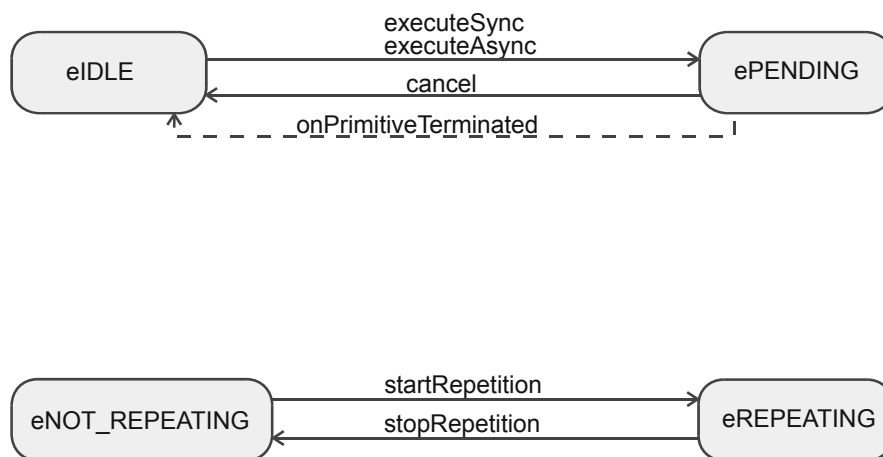 executeSync
executeAsync
eIDLE
ePENDING
cancel
onPrimitiveTerminated
startRepetition
eNOT_REPEATING
eREPEATING
stopRepetition